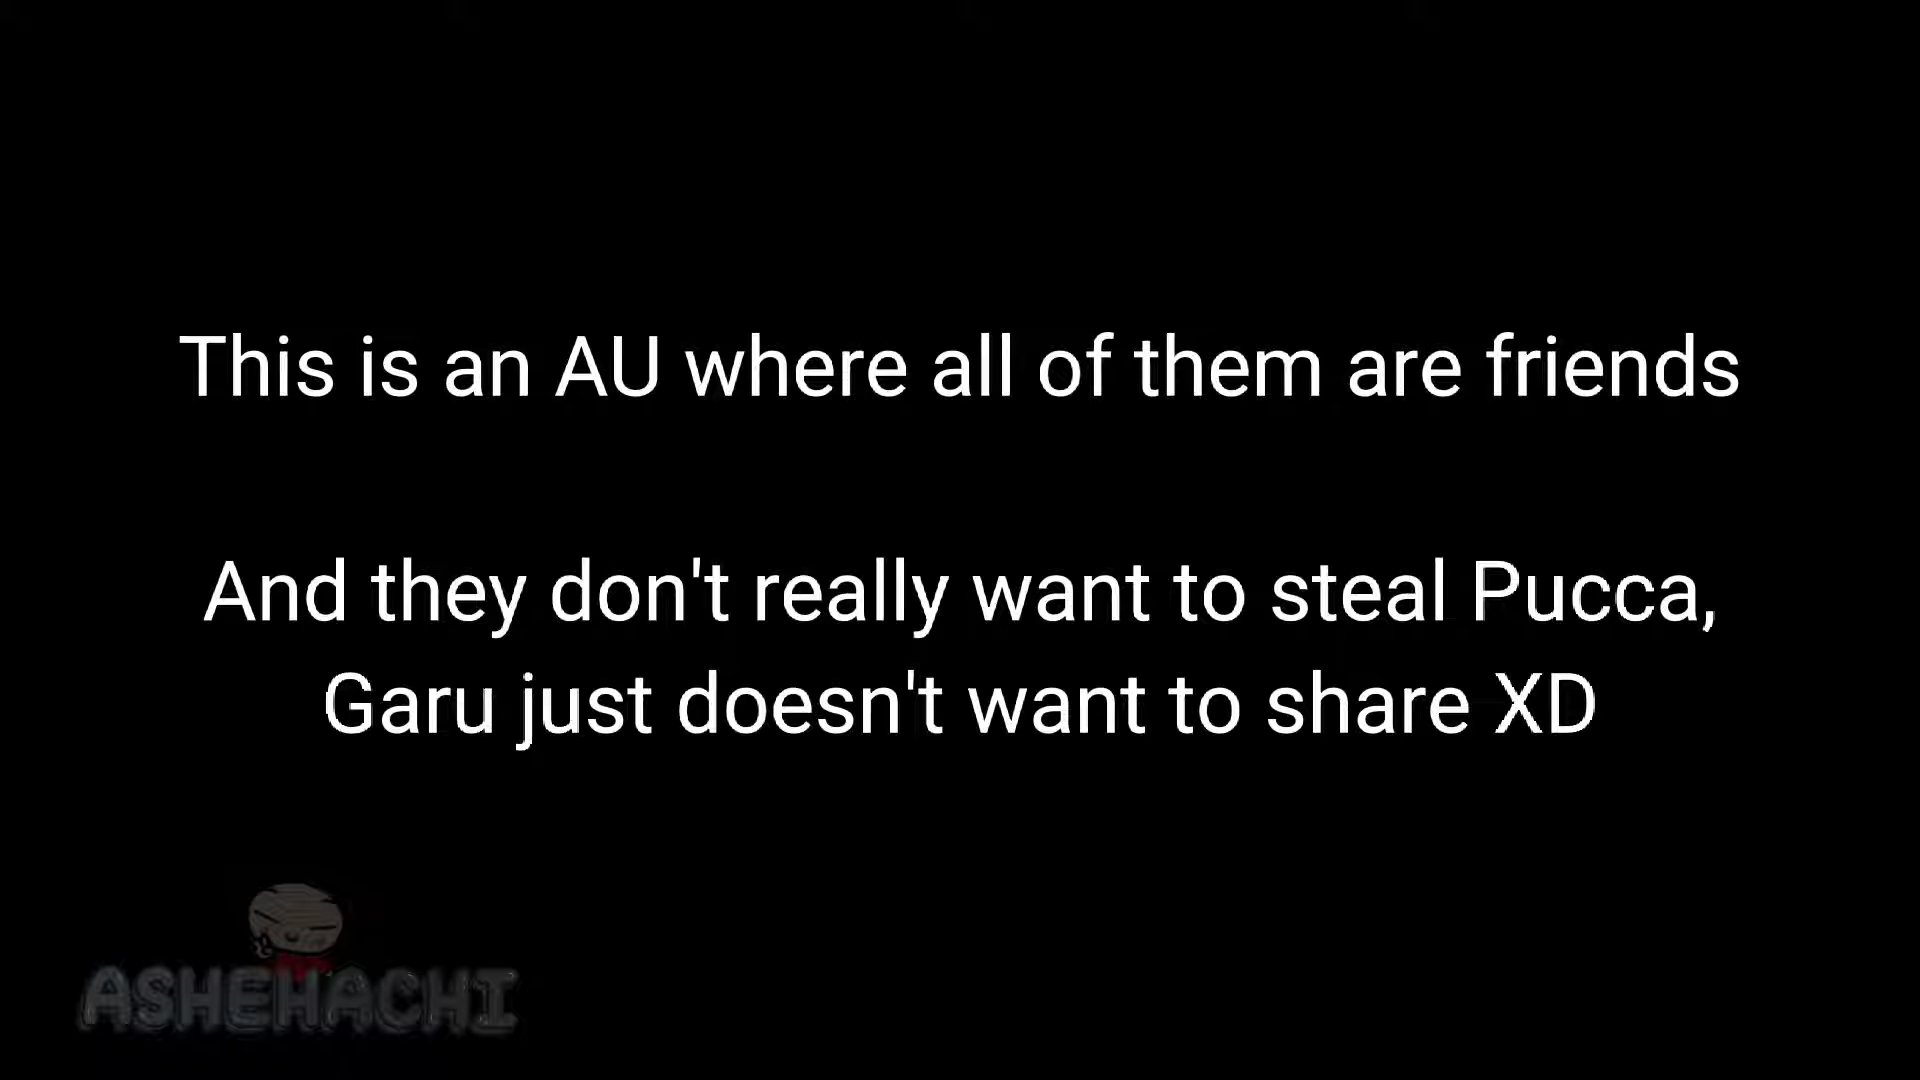 This is an AU where all of them are friends
And they don't really want to steal Pucca,
Garu just doesn't want to share XD
ASHEHACHI